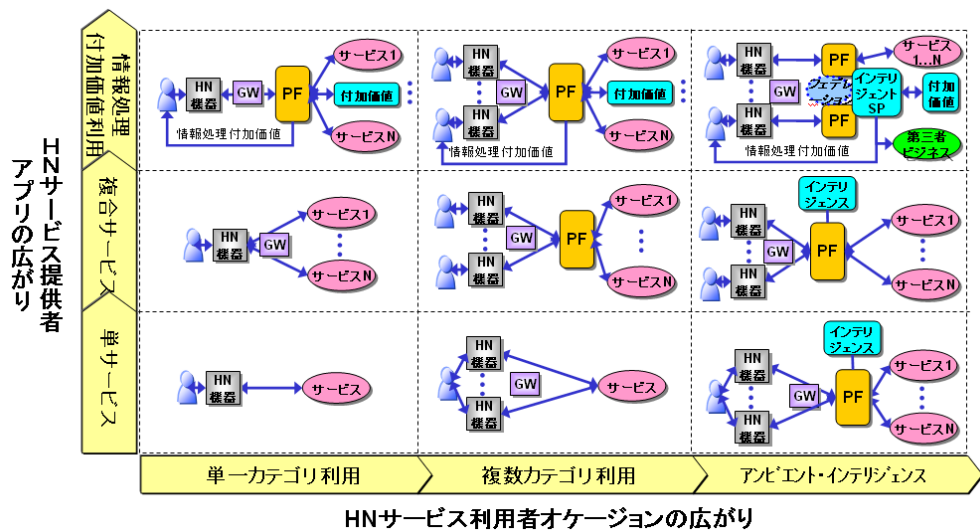 HNサービス提供者
アプリの広がり
情報処理
付加価値利用
複合サービス
単サービス
HN
機器
GW
PF
サービス1
付加価値
サービスN
情報処理付加価値
HN
機器
HN
機器
GW
PF
サービス1
付加価値
サービスN
情報処理付加価値
HN
機器
HN
機器
GW
PF
フェデレ
ーション
PF
サービス
1…N
インテリ
ジェント
SP
付加
価値
第三者
ビジネス
情報処理付加価値
HN
機器
GW
サービス1
サービスN
HN
機器
HN
機器
GW
PF
サービス1
サービスN
インテリ
ジェンス
HN
機器
HN
機器
GW
PF
サービス1
サービスN
HN
機器
サービス
HN
機器
HN
機器
GW
サービス
インテリ
ジェンス
HN
機器
HN
機器
GW
PF
サービス1
サービスN
単一カテゴリ利用
複数カテゴリ利用
アンビエント・インテリジェンス
HNサービス利用者オケージョンの広がり